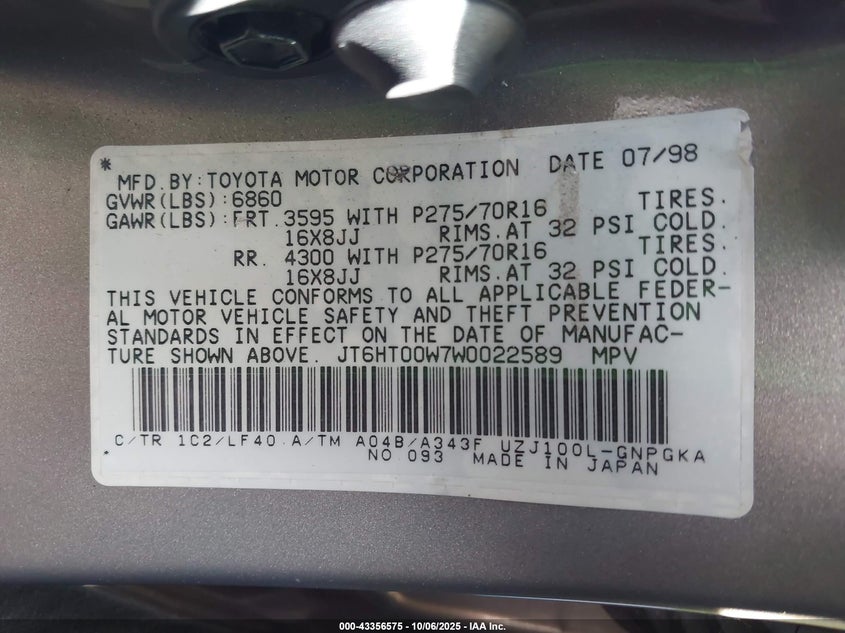 * MFD.BY:TOYOTA MOTOR CORPORATION DATE 07/98
GVWR(LBS):6860
GAWR(LBS):FRT.3595 WITH P275/70R16 TIRES.
16X8JJ RIMS.AT 32 PSI COLD.
RR. 4300 WITH P275/70R16 TIRES.
16X8JJ RIMS.AT 32 PSI COLD.
THIS VEHICLE CONFORMS TO ALL APPLICABLE FEDER-
AL MOTOR VEHICLE SAFETY AND THEFT PREVENTION
STANDARDS IN EFFECT ON THE DATE OF MANUFAC-
TURE SHOWN ABOVE. JT6HT00W7W0022589 MPV
C/TR 1C2/LF40 A/TM A04B/A343F UZJ100L-GNPGKA
* NO 093 MADE IN JAPAN
000-43356575 - 10/06/2025 - IAA Inc.